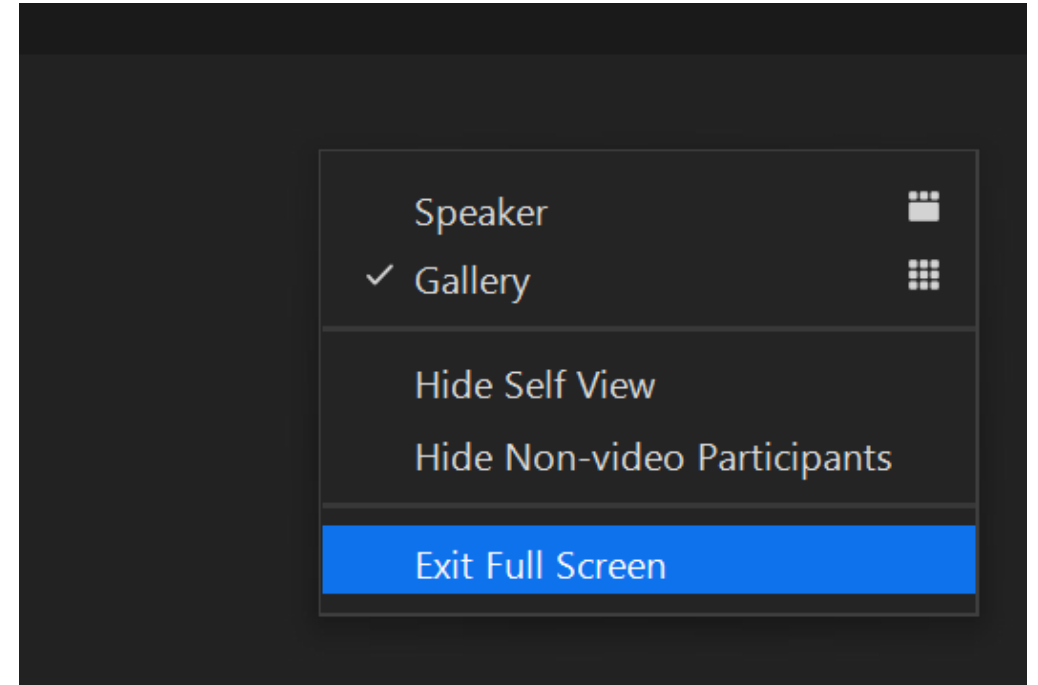 Speaker
Gallery
Hide Self View
Hide Non-video Participants
Exit Full Screen